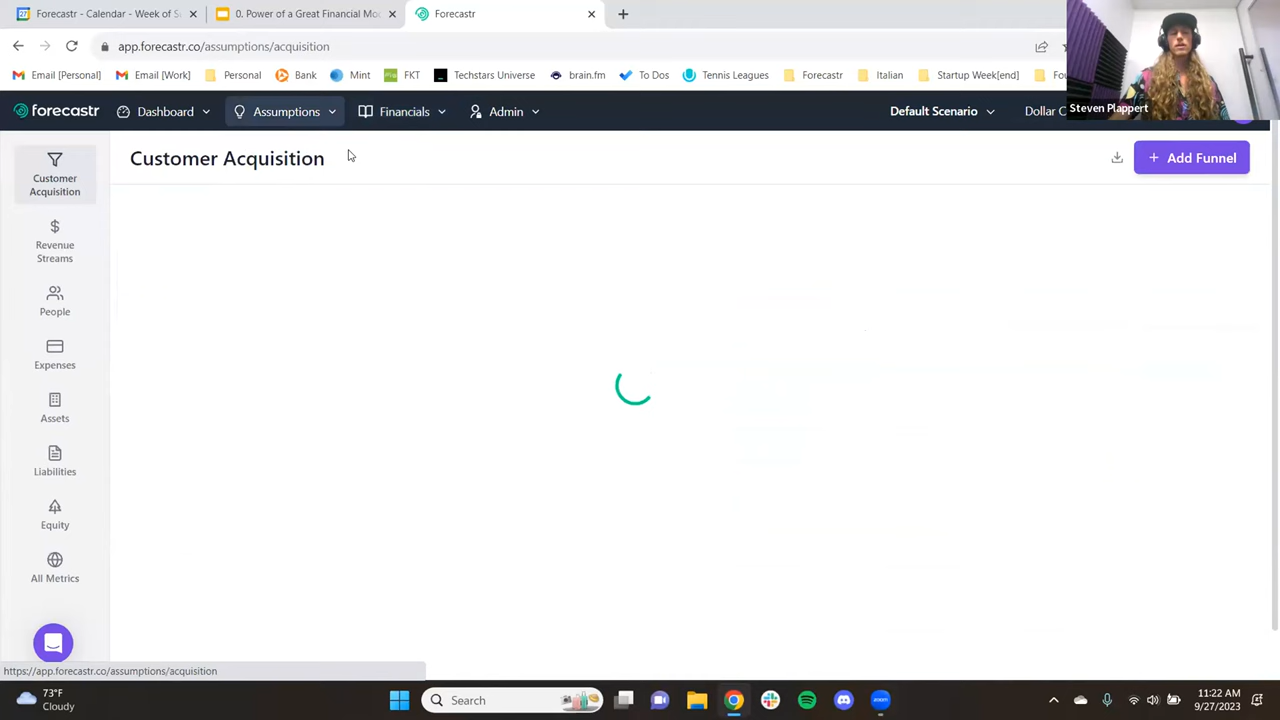 27
Forecastr - Calendar - Week of S
0. Power of a Great Financial Mo
Forecastr
app.forecastr.co/assumptions/acquisition
Email [Personal]
Email [Work]
Personal
Bank
Mint
FKT
Techstars Universe
brain.fm
To Dos
Tennis Leagues
Forecastr
Italian
Startup Week[end]
Fou
Steven Plappert
forecastr
Dashboard
Assumptions
Financials
Admin
Default Scenario
Dollar C
Customer Acquisition
Add Funnel
Customer
Acquisition
Revenue
Streams
People
Expenses
Assets
Liabilities
Equity
All Metrics
https://app.forecastr.co/assumptions/acquisition
73°F
Cloudy
Search
zoom
11:22 AM
9/27/2023